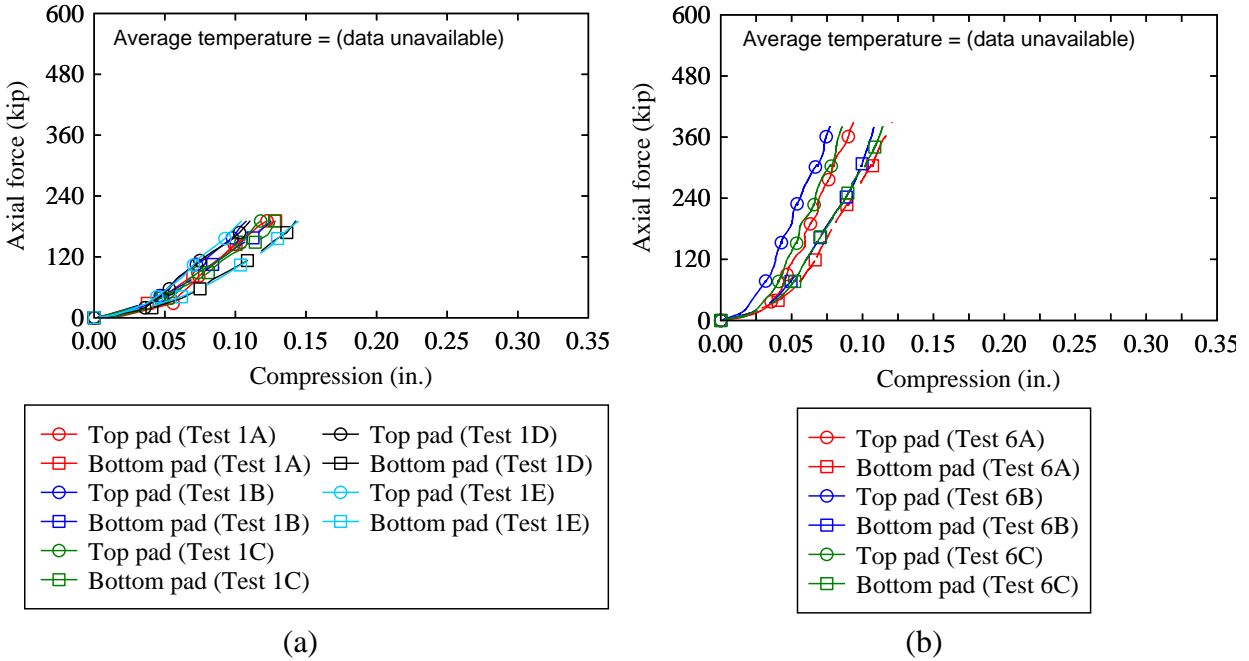 600
480
360
240
120
0
Axial force (kip)
Average temperature = (data unavailable)
0.00 0.05 0.10 0.15 0.20 0.25 0.30 0.35
Compression (in.)
Top pad (Test 1A)
Bottom pad (Test 1A)
Top pad (Test 1B)
Bottom pad (Test 1B)
Top pad (Test 1C)
Bottom pad (Test 1C)
Top pad (Test 1D)
Bottom pad (Test 1D)
Top pad (Test 1E)
Bottom pad (Test 1E)
(a)
600
480
360
240
120
0
Axial force (kip)
Average temperature = (data unavailable)
0.00 0.05 0.10 0.15 0.20 0.25 0.30 0.35
Compression (in.)
Top pad (Test 6A)
Bottom pad (Test 6A)
Top pad (Test 6B)
Bottom pad (Test 6B)
Top pad (Test 6C)
Bottom pad (Test 6C)
(b)